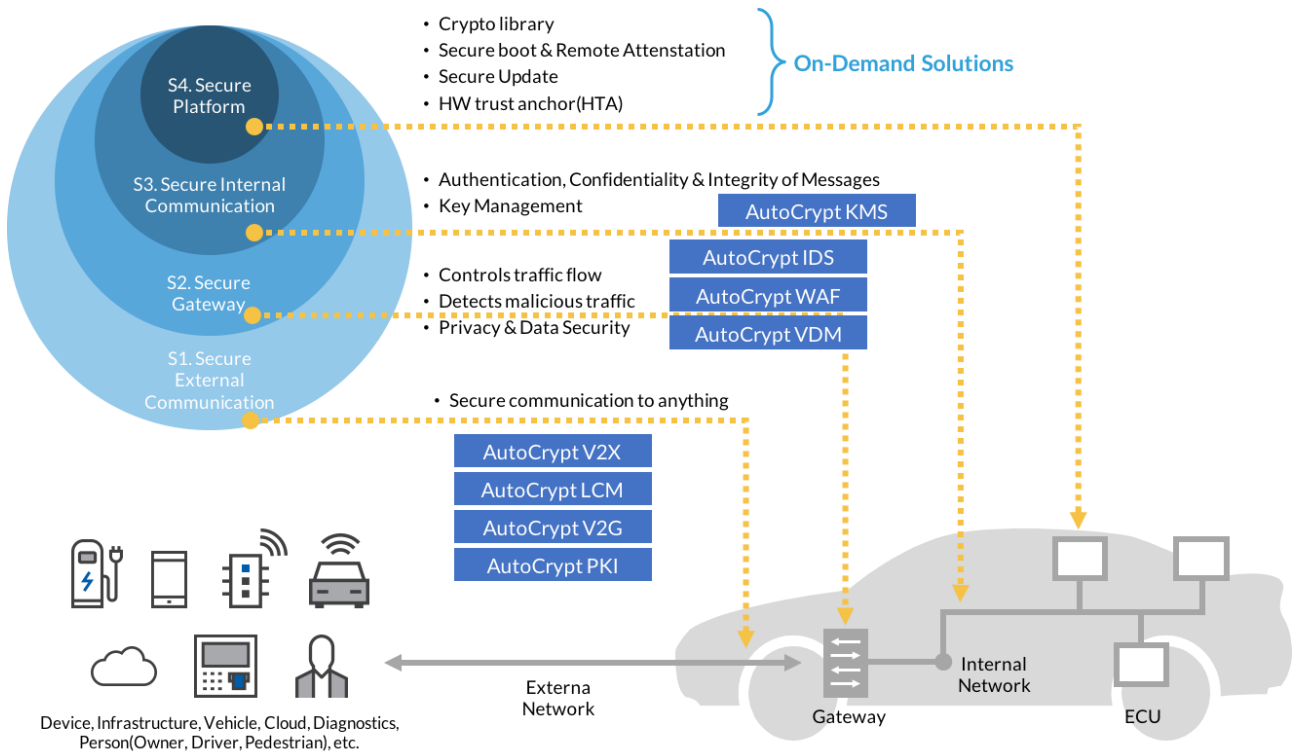 S4. Secure
Platform
• Crypto library
• Secure boot & Remote Attenstation
• Secure Update
• HW trust anchor(HTA)
On-Demand Solutions
S3. Secure Internal
Communication
• Authentication, Confidentiality & Integrity of Messages
• Key Management
AutoCrypt KMS
S2. Secure
Gateway
• Controls traffic flow
• Detects malicious traffic
• Privacy & Data Security
AutoCrypt IDS
AutoCrypt WAF
AutoCrypt VDM
S1. Secure
External
Communication
• Secure communication to anything
AutoCrypt V2X
AutoCrypt LCM
AutoCrypt V2G
AutoCrypt PKI
Device, Infrastructure, Vehicle, Cloud, Diagnostics,
Person(Owner, Driver, Pedestrian), etc.
Externa
Network
Gateway
Internal
Network
ECU